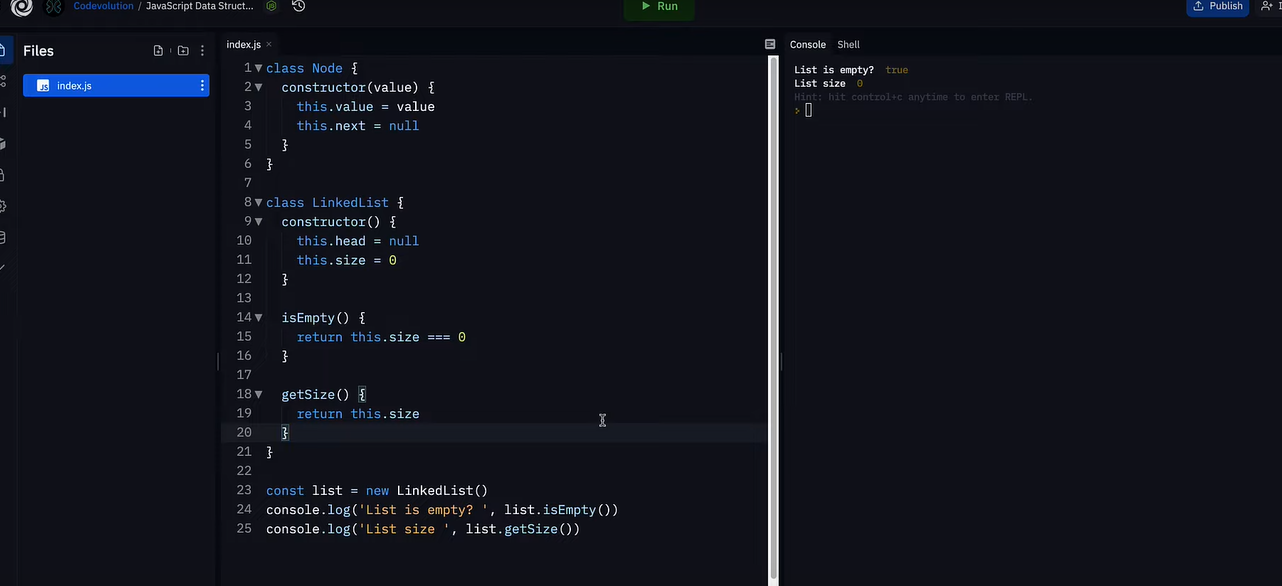 Codevolution / JavaScript Data Struct...
Run
Publish
Files
index.js
index.js ×
Console Shell
1 class Node {
2 constructor(value) {
3 this.value = value
4 this.next = null
5 }
6 }
7
8 class LinkedList {
9 constructor() {
10 this.head = null
11 this.size = 0
12 }
13
14 isEmpty() {
15 return this.size === 0
16 }
17
18 getSize() {
19 return this.size
20 }
21 }
22
23 const list = new LinkedList()
24 console.log('List is empty? ', list.isEmpty())
25 console.log('List size ', list.getSize())
List is empty? true
List size 0
Hint: hit control+c anytime to enter REPL.
>